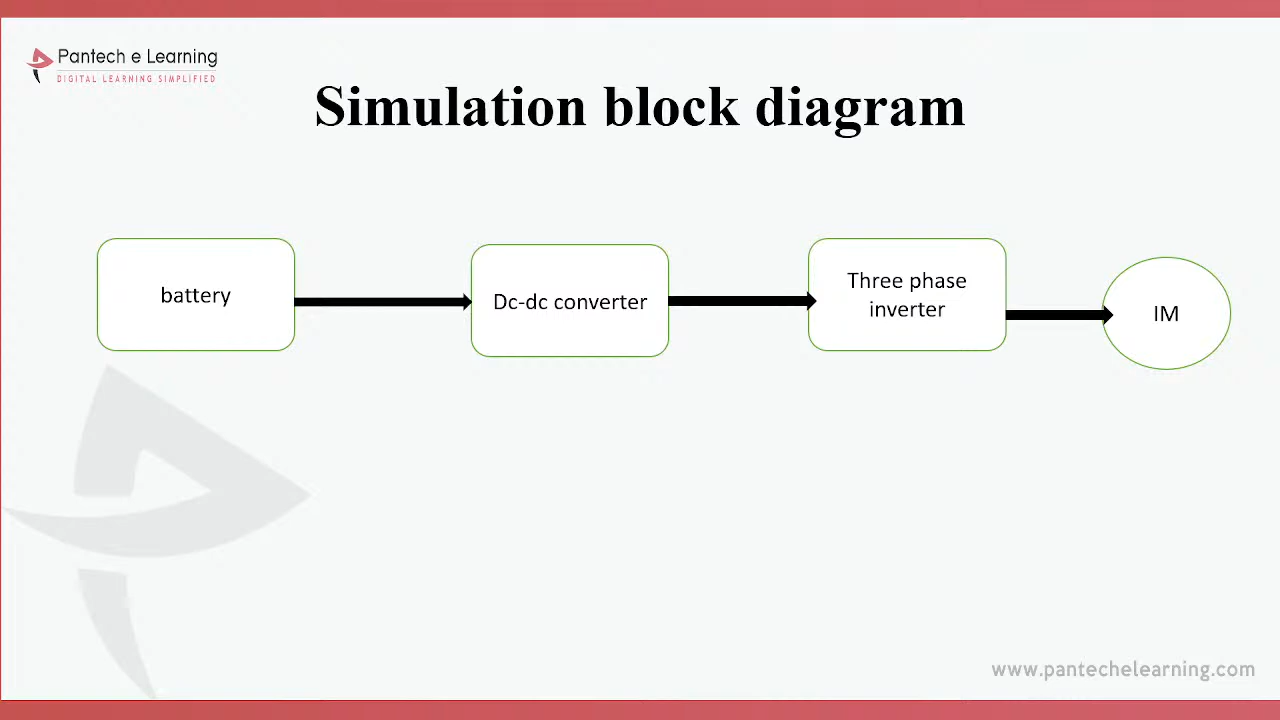 Pantech e Learning
DIGITAL LEARNING SIMPLIFIED
Simulation block diagram
battery
Dc-dc converter
Three phase
inverter
IM
www.pantechelearning.com